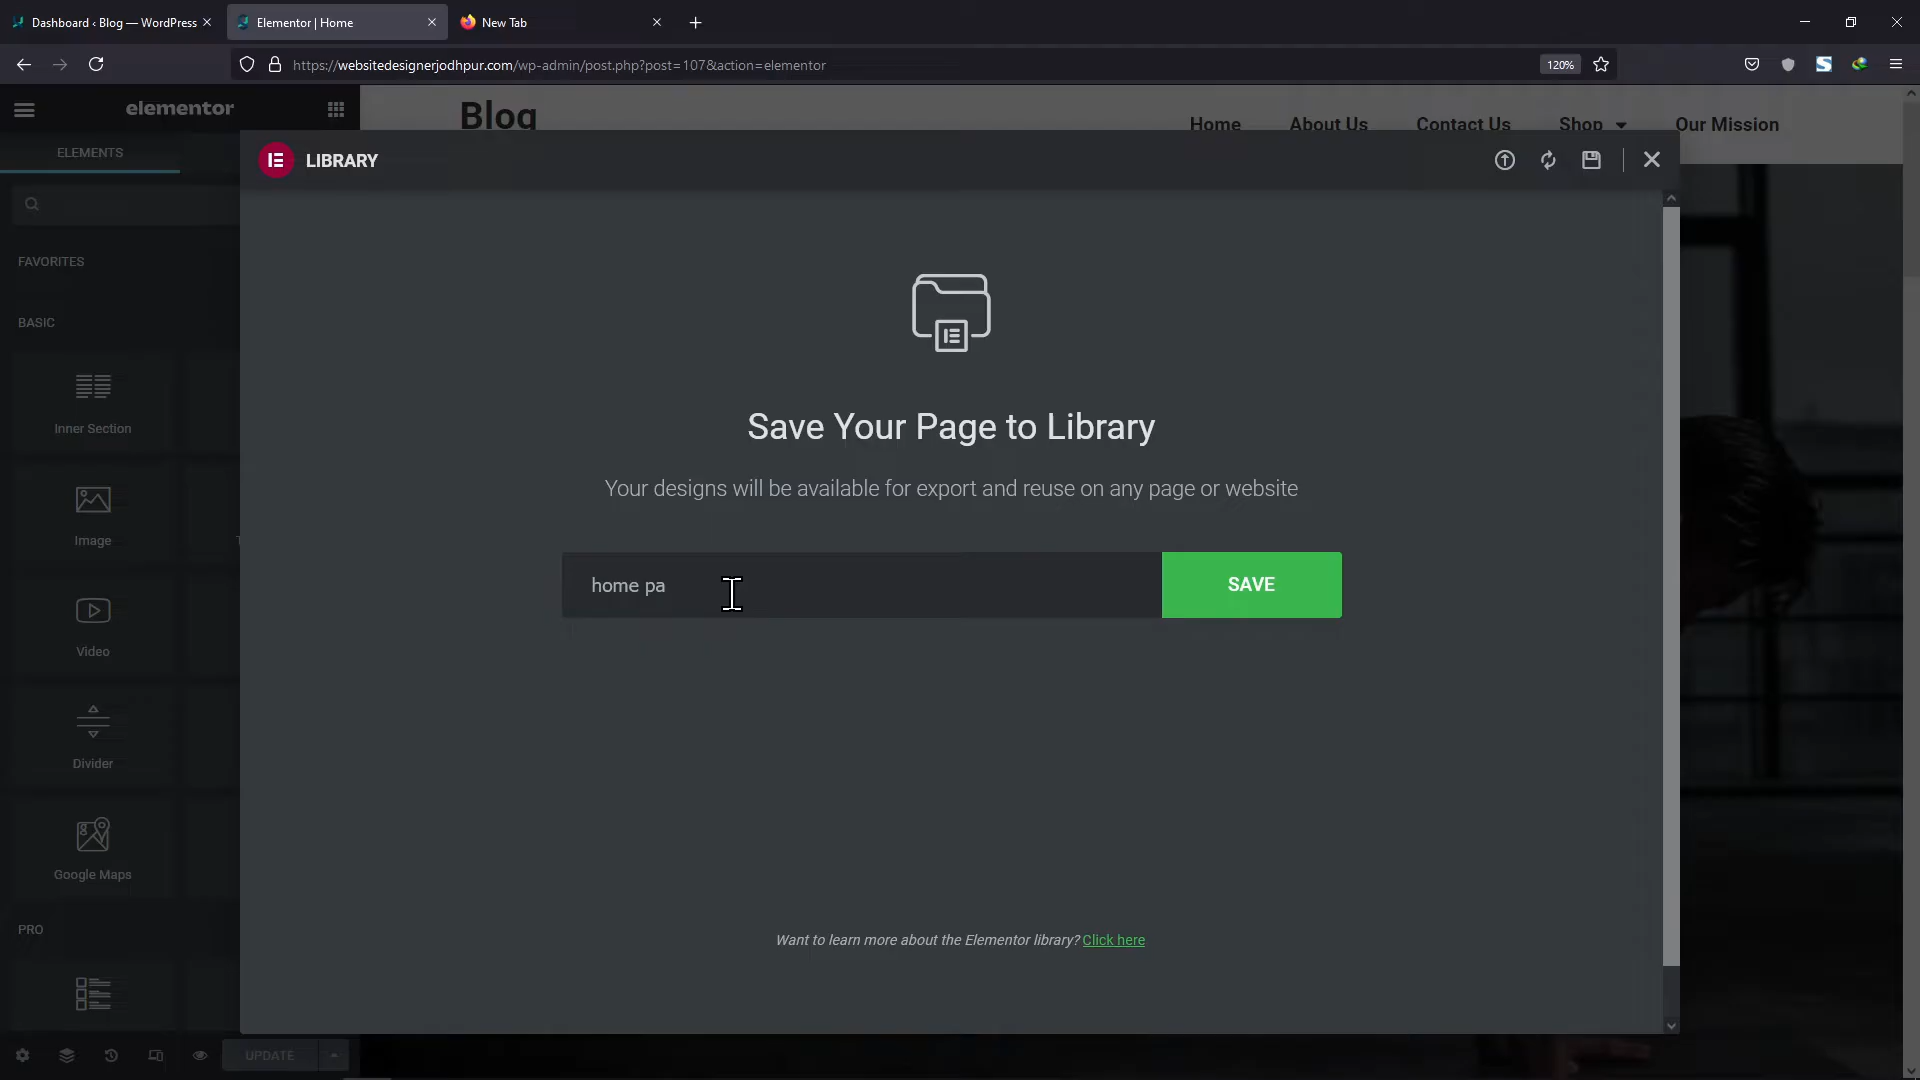 Dashboard ‹ Blog — WordPress
Elementor | Home
New Tab
https://websitedesignerjodhpur.com/wp-admin/post.php?post=107&action=elementor
120%
elementor
Blog
Home
About Us
Contact Us
Shop
Our Mission
ELEMENTS
LIBRARY
FAVORITES
BASIC
Inner Section
Image
Video
Divider
Google Maps
PRO
Save Your Page to Library
Your designs will be available for export and reuse on any page or website
home pa
SAVE
Want to learn more about the Elementor library? Click here
UPDATE